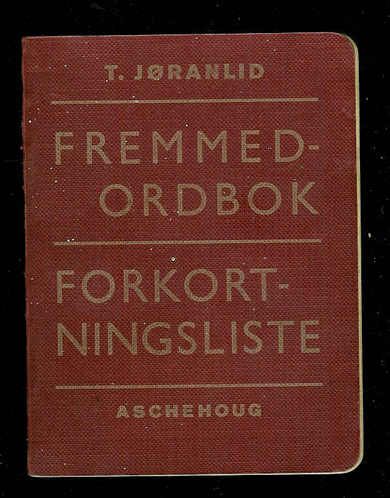 T. JØRANLID
FREMMED-
ORDBOK
FORKORT-
NINGSLISTE
ASCHEHOUG